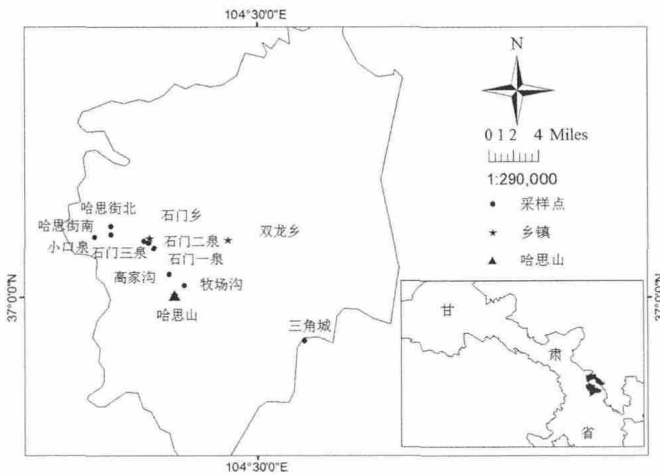 104°30'0"E
N
0 1 2 4 Miles
1:290,000
采样点
乡镇
哈思山
哈思街北
石门乡
哈思街南
石门二泉
双龙乡
小口泉
石门三泉
石门一泉
高家沟
牧场沟
哈思山
三角城
37°0'0"N
37°0'0"N
甘
肃
省
104°30'0"E